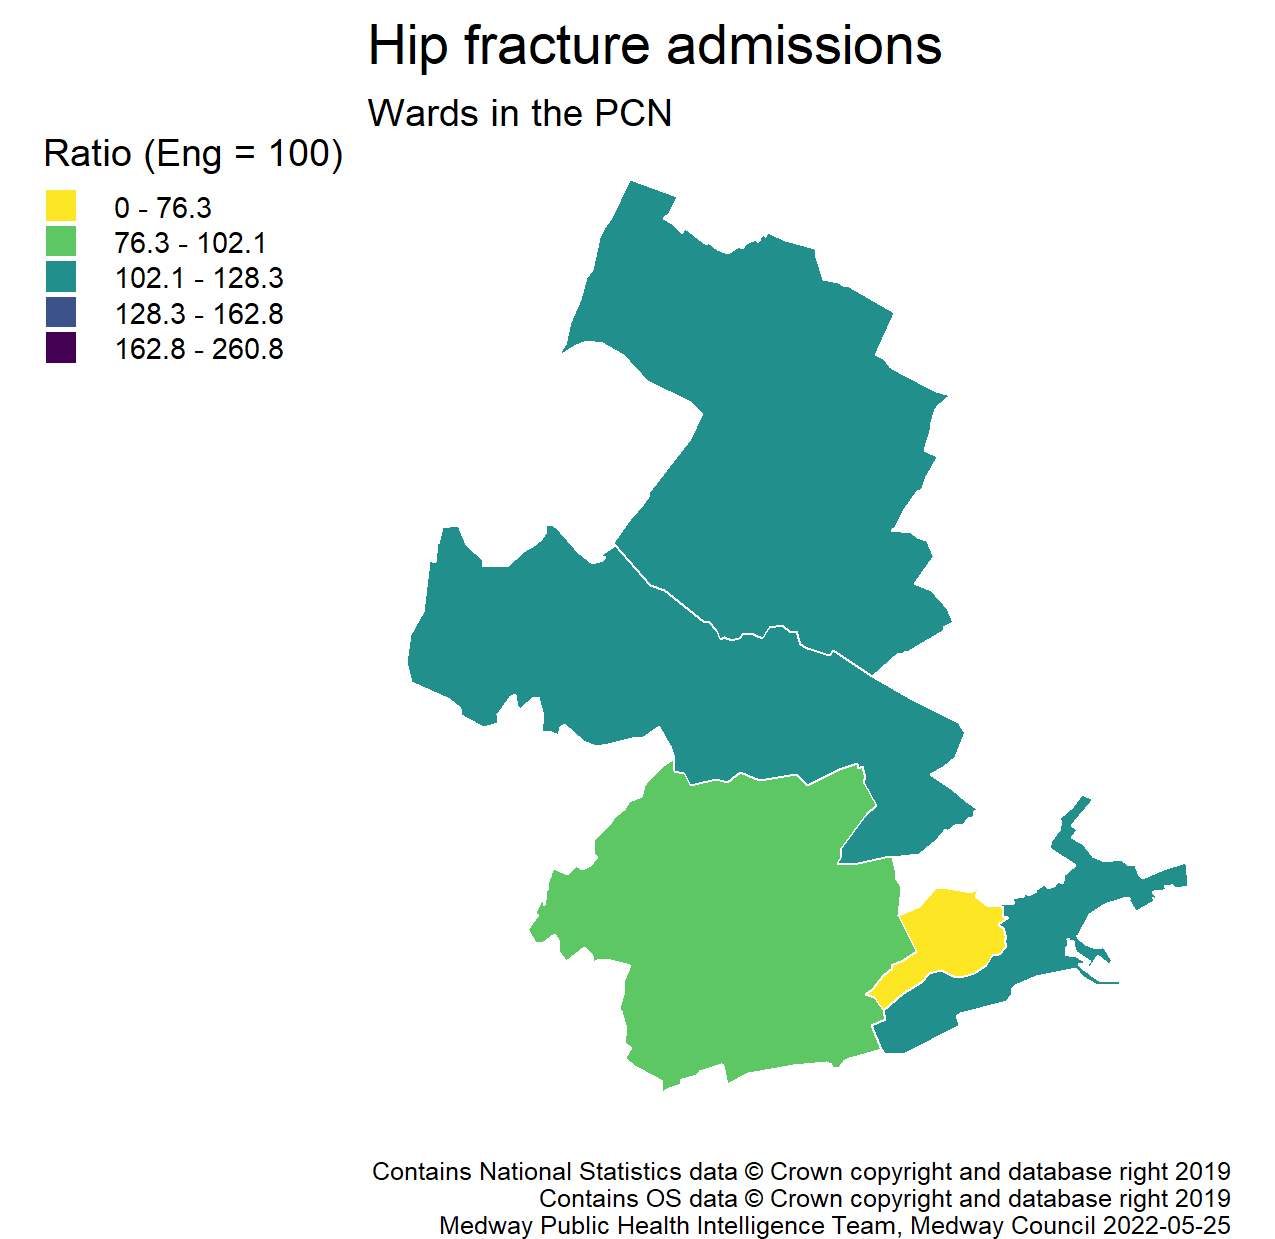 Hip fracture admissions
Wards in the PCN
Ratio (Eng = 100)
0 - 76.3
76.3 - 102.1
102.1 - 128.3
128.3 - 162.8
162.8 - 260.8
Contains National Statistics data © Crown copyright and database right 2019
Contains OS data © Crown copyright and database right 2019
Medway Public Health Intelligence Team, Medway Council 2022-05-25